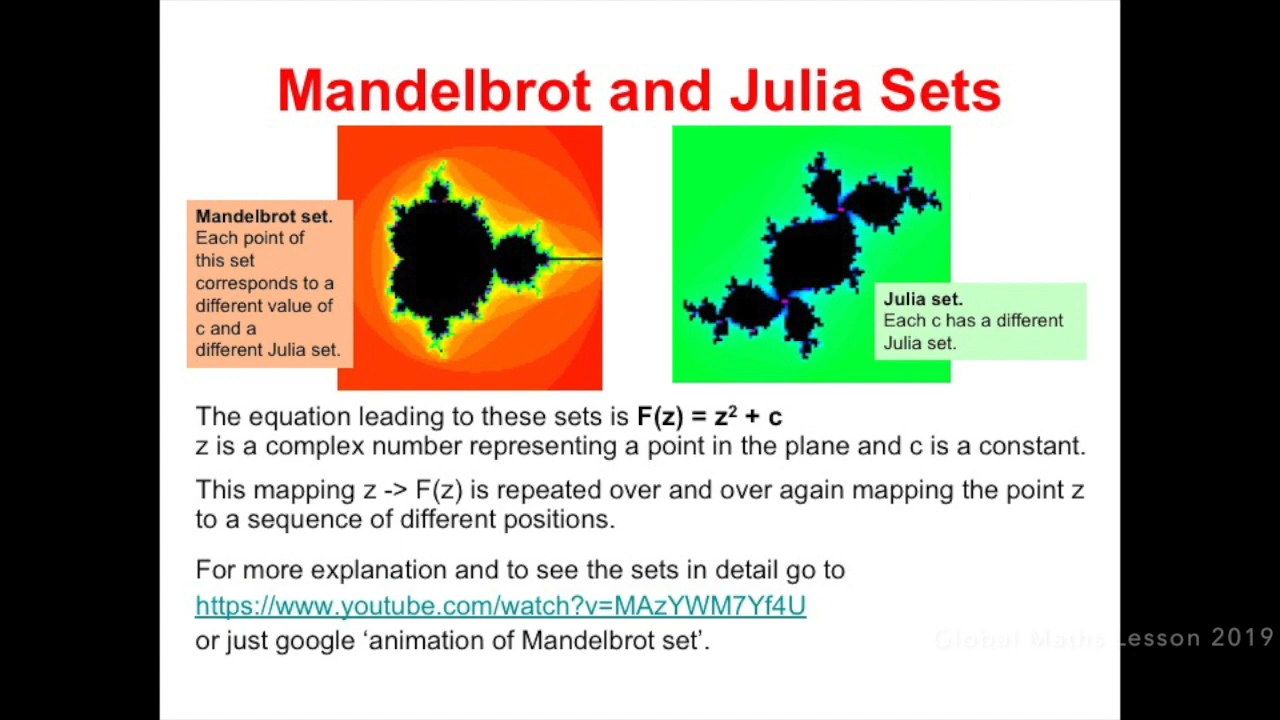 Mandelbrot and Julia Sets
Mandelbrot set.
Each point of
this set
corresponds to a
different value of
c and a
different Julia set.
Julia set.
Each c has a different
Julia set.
The equation leading to these sets is F(z) = z² + c
z is a complex number representing a point in the plane and c is a constant.
This mapping z -> F(z) is repeated over and over again mapping the point z
to a sequence of different positions.
For more explanation and to see the sets in detail go to
https://www.youtube.com/watch?v=MAzYWM7Yf4U
or just google ‘animation of Mandelbrot set’.
Global Maths Lesson 2019